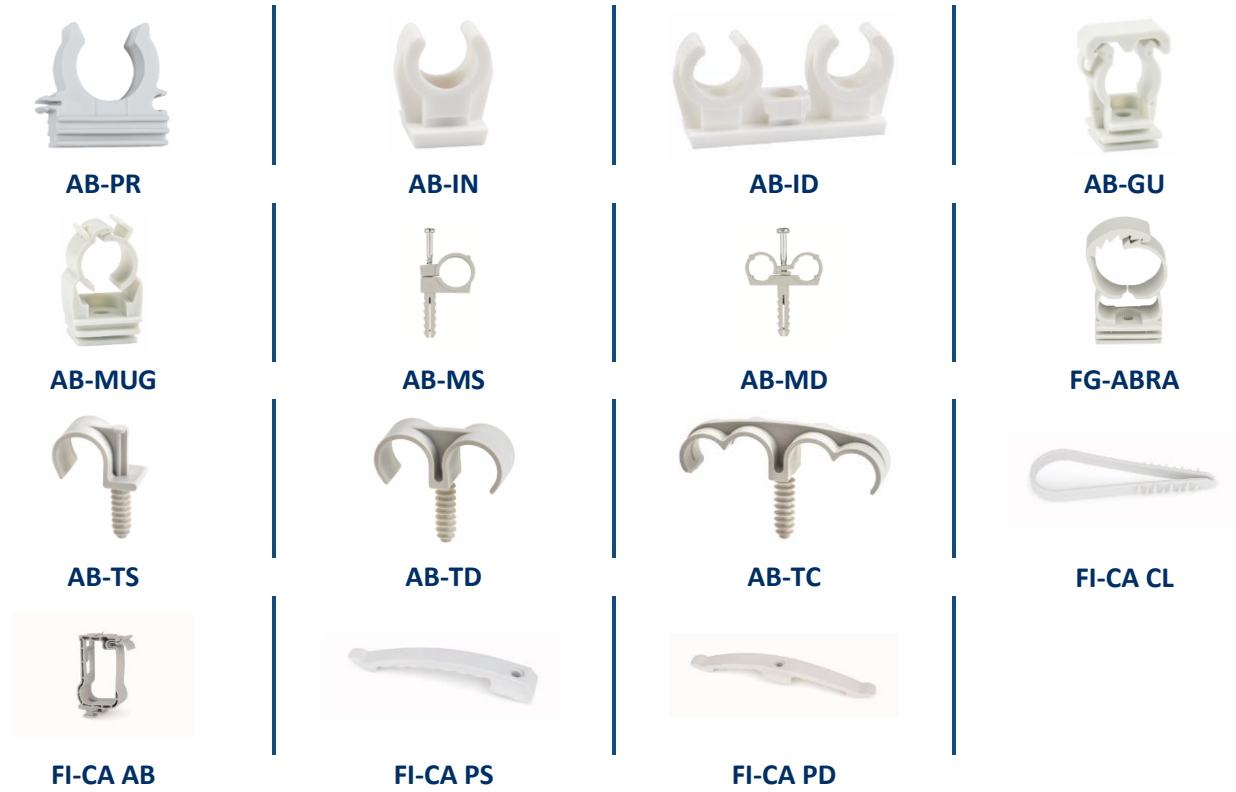 AB-PR
AB-IN
AB-ID
AB-GU
AB-MUG
AB-MS
AB-MD
FG-ABRA
AB-TS
AB-TD
AB-TC
FI-CA CL
FI-CA AB
FI-CA PS
FI-CA PD